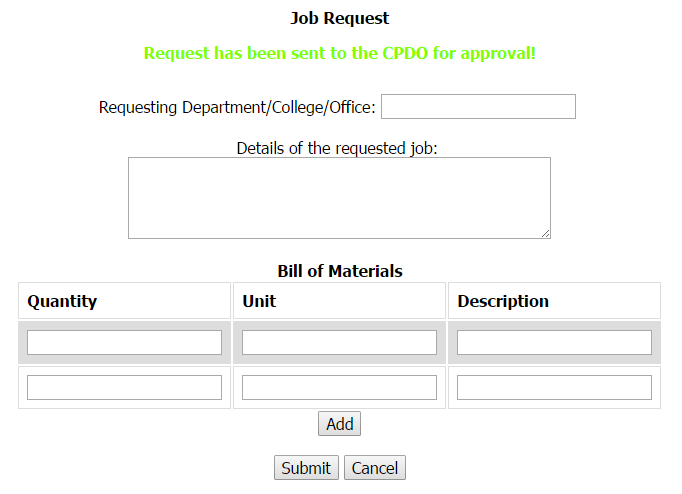 Job Request
Request has been sent to the CPDO for approval!
Requesting Department/College/Office:
Details of the requested job:
Bill of Materials
Quantity Unit Description
Add
Submit Cancel